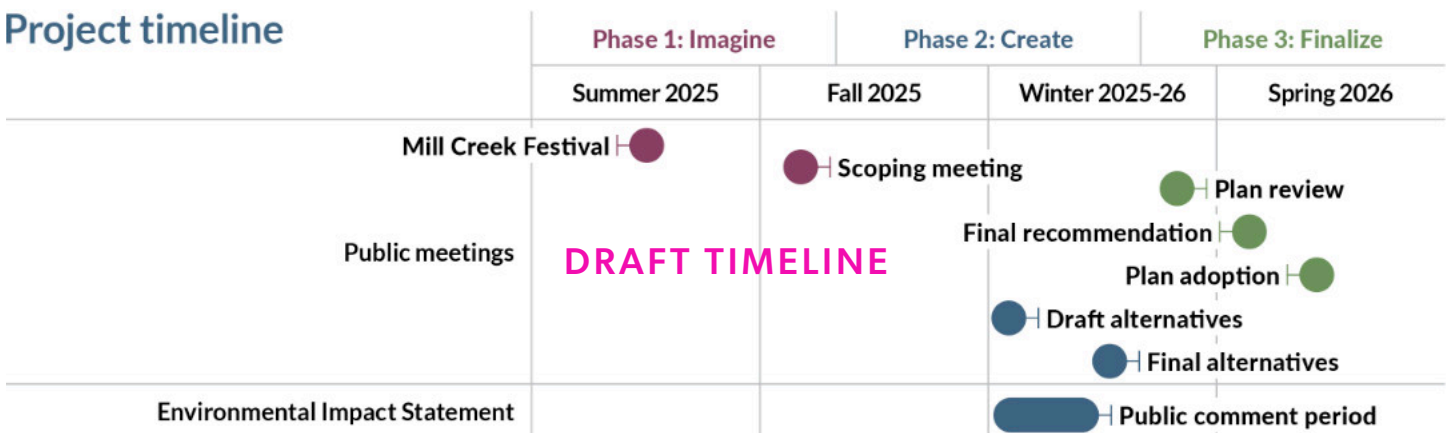 Project timeline
Phase 1: Imagine
Phase 2: Create
Phase 3: Finalize
Summer 2025
Fall 2025
Winter 2025-26
Spring 2026
Mill Creek Festival
Scoping meeting
Plan review
Final recommendation
Public meetings
DRAFT TIMELINE
Plan adoption
Draft alternatives
Final alternatives
Environmental Impact Statement
Public comment period